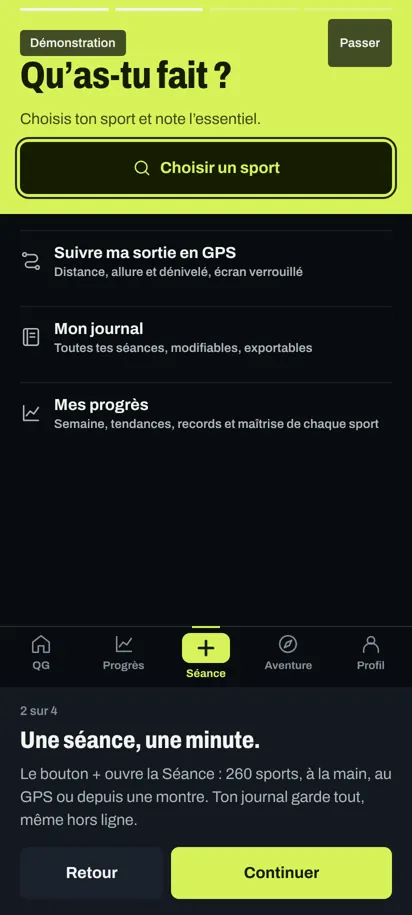 Démonstration
Passer
Qu’as-tu fait ?
Choisis ton sport et note l’essentiel.
Choisir un sport
Suivre ma sortie en GPS
Distance, allure et dénivelé, écran verrouillé
Mon journal
Toutes tes séances, modifiables, exportables
Mes progrès
Semaine, tendances, records et maîtrise de chaque sport
QG
Progrès
Séance
Aventure
Profil
2 sur 4
Une séance, une minute.
Le bouton + ouvre la Séance : 260 sports, à la main, au
GPS ou depuis une montre. Ton journal garde tout,
même hors ligne.
Retour
Continuer